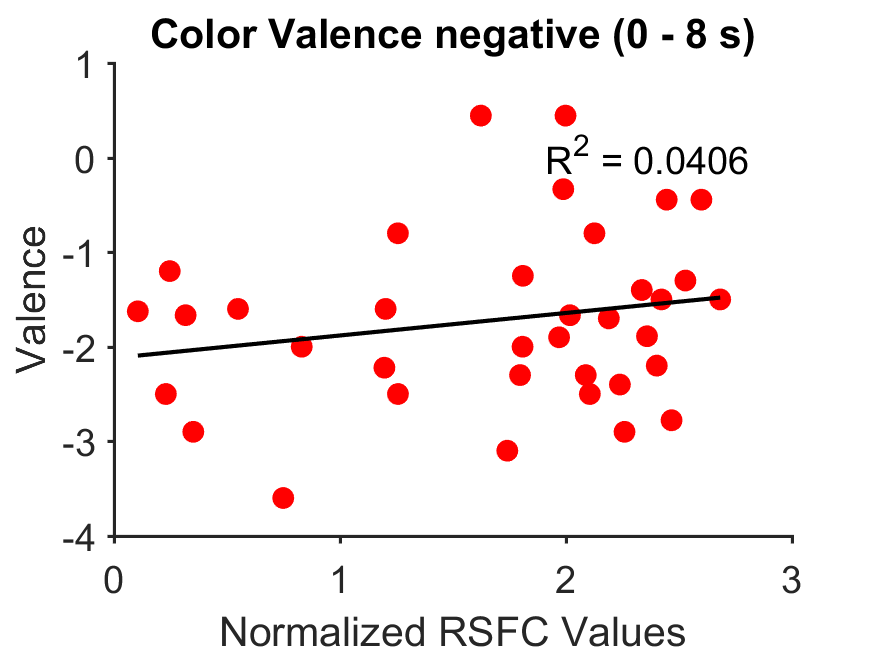 Color Valence negative (0 - 8 s)
1
0
-1
-2
-3
-4
Valence
R² = 0.0406
0 1 2 3
Normalized RSFC Values